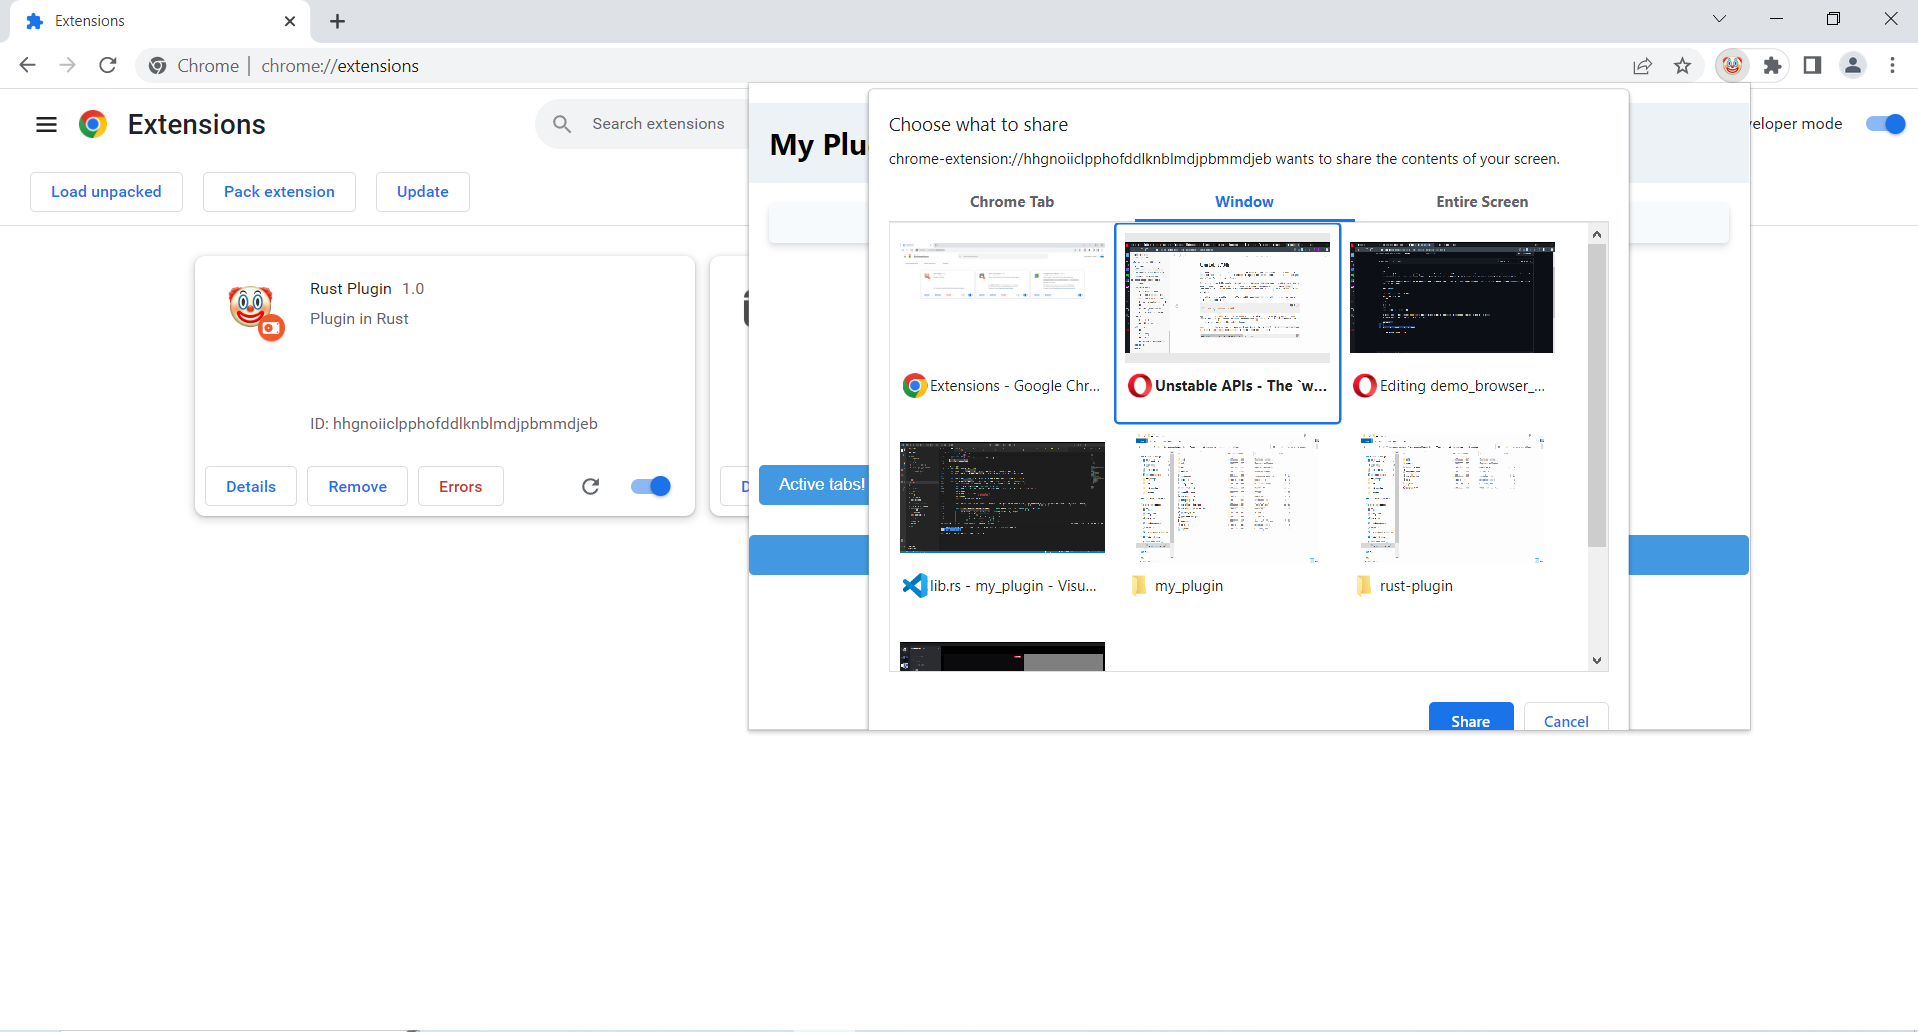 Extensions
Chrome | chrome://extensions
Extensions
Search extensions
veloper mode
Load unpacked
Pack extension
Update
Rust Plugin 1.0
Plugin in Rust
ID: hhgnoiiclpphofddlknblmdjpbmmdjeb
Details
Remove
Errors
D
My Plu
Active tabs!
Choose what to share
chrome-extension://hhgnoiiclpphofddlknblmdjpbmmdjeb wants to share the contents of your screen.
Chrome Tab
Window
Entire Screen
Extensions - Google Chr...
Unstable APIs - The `w...
Editing demo_browser_...
lib.rs - my_plugin - Visu...
my_plugin
rust-plugin
Share
Cancel